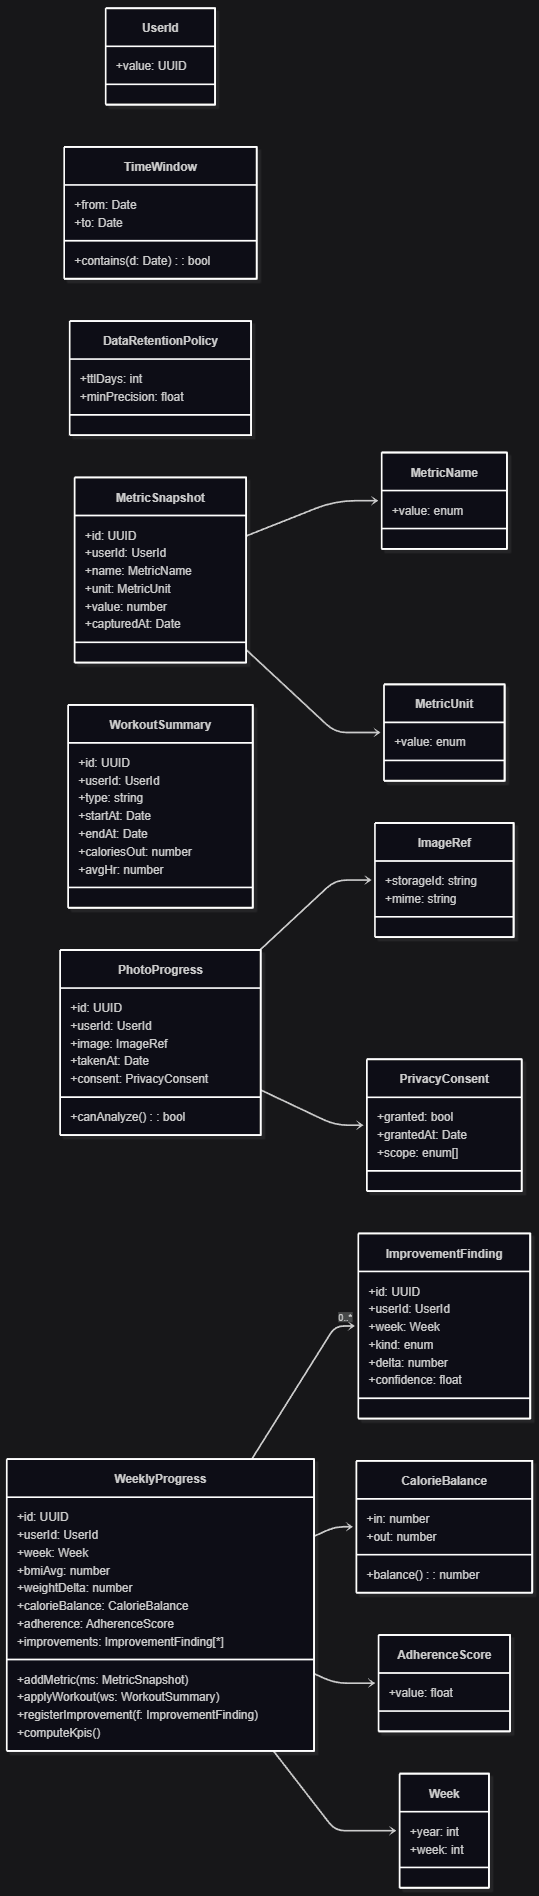 UserId
+value: UUID
TimeWindow
+from: Date
+to: Date
+contains(d: Date) : : bool
DataRetentionPolicy
+ttlDays: int
+minPrecision: float
MetricSnapshot
+id: UUID
+userId: UserId
+name: MetricName
+unit: MetricUnit
+value: number
+capturedAt: Date
MetricName
+value: enum
MetricUnit
+value: enum
WorkoutSummary
+id: UUID
+userId: UserId
+type: string
+startAt: Date
+endAt: Date
+caloriesOut: number
+avgHr: number
ImageRef
+storageId: string
+mime: string
PhotoProgress
+id: UUID
+userId: UserId
+image: ImageRef
+takenAt: Date
+consent: PrivacyConsent
+canAnalyze() : : bool
PrivacyConsent
+granted: bool
+grantedAt: Date
+scope: enum[]
ImprovementFinding
+id: UUID
+userId: UserId
+week: Week
+kind: enum
+delta: number
+confidence: float
0..*
WeeklyProgress
+id: UUID
+userId: UserId
+week: Week
+bmiAvg: number
+weightDelta: number
+calorieBalance: CalorieBalance
+adherence: AdherenceScore
+improvements: ImprovementFinding[*]
+addMetric(ms: MetricSnapshot)
+applyWorkout(ws: WorkoutSummary)
+registerImprovement(f: ImprovementFinding)
+computeKpis()
CalorieBalance
+in: number
+out: number
+balance() : : number
AdherenceScore
+value: float
Week
+year: int
+week: int